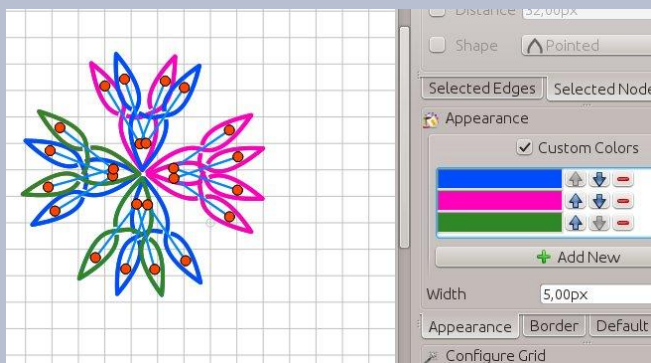 Distance 32,00px
Shape Pointed
Selected Edges Selected Node
Appearance
Custom Colors
Add New
Width 5,00px
Appearance Border Default
Configure Grid